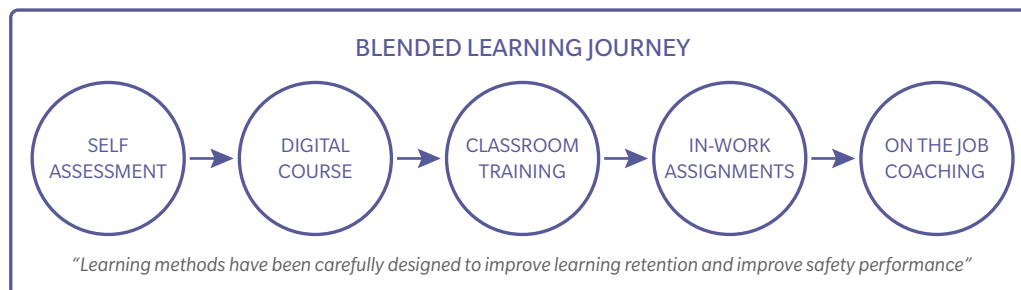 BLENDED LEARNING JOURNEY
SELF
ASSESSMENT
DIGITAL
COURSE
CLASSROOM
TRAINING
IN-WORK
ASSIGNMENTS
ON THE JOB
COACHING
“Learning methods have been carefully designed to improve learning retention and improve safety performance”